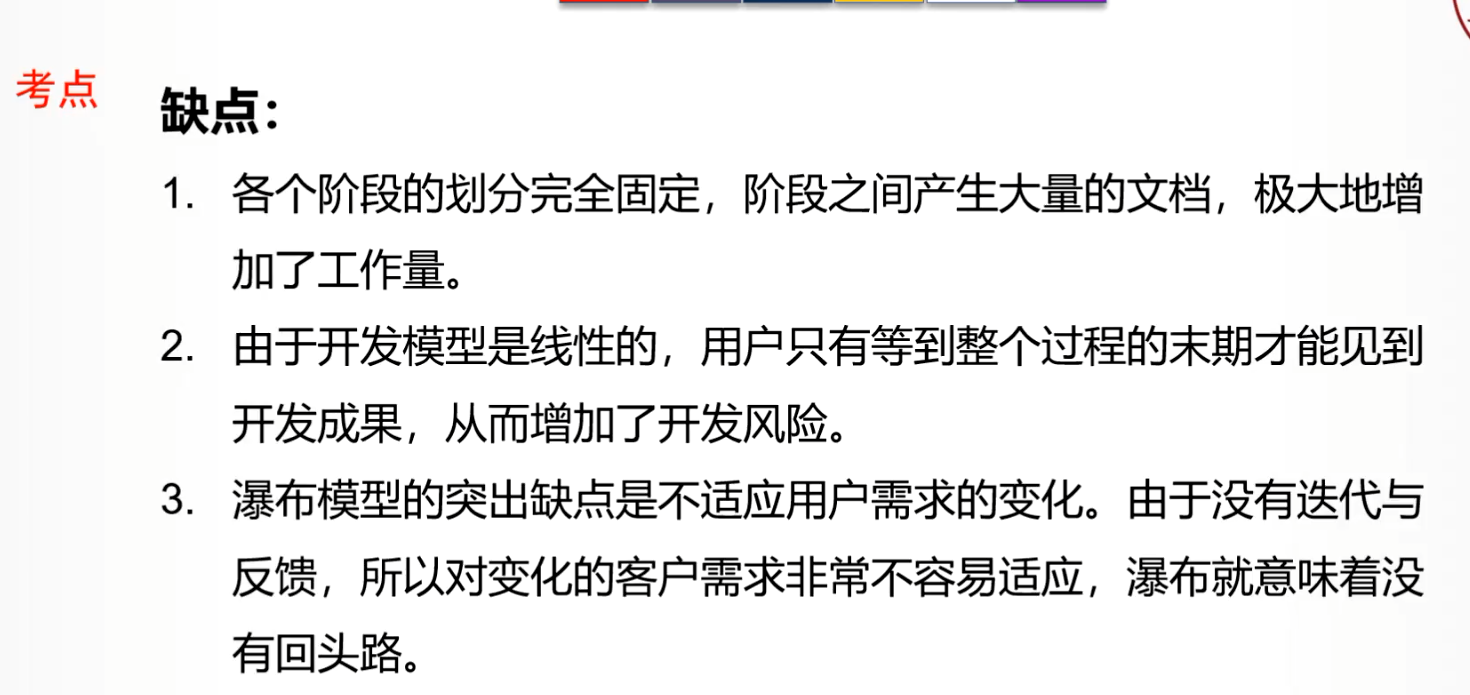 考点
缺点：
1. 各个阶段的划分完全固定，阶段之间产生大量的文档，极大地增
加了工作量。
2. 由于开发模型是线性的，用户只有等到整个过程的末期才能见到
开发成果，从而增加了开发风险。
3. 瀑布模型的突出缺点是不适应用户需求的变化。由于没有迭代与
反馈，所以对变化的客户需求非常不容易适应，瀑布就意味着没
有回头路。